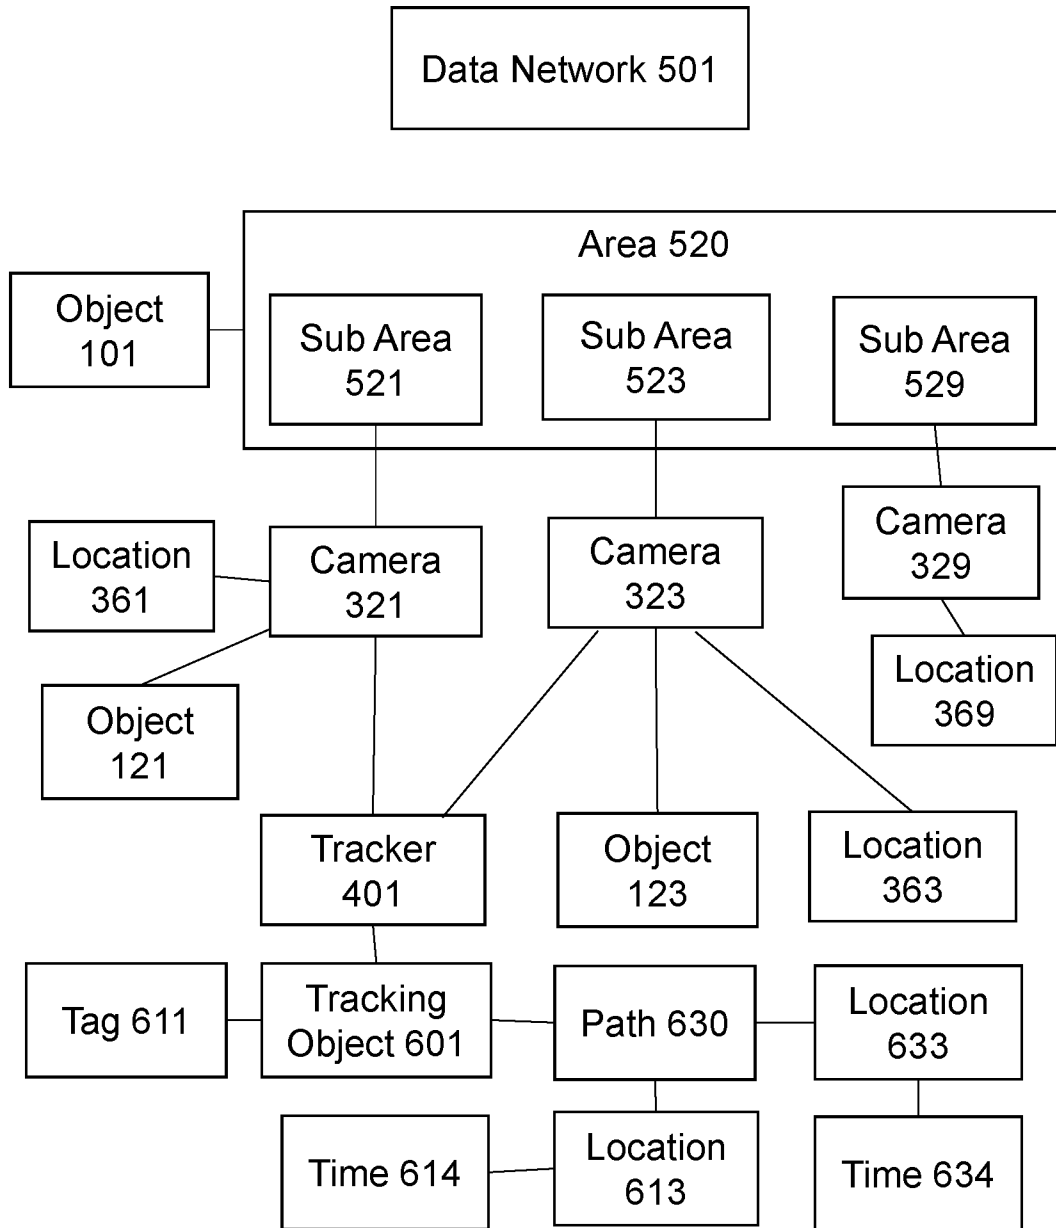 Data Network 501
Area 520
Object
101
Sub Area
521
Sub Area
523
Sub Area
529
Location
361
Camera
321
Camera
323
Camera
329
Object
121
Location
369
Tracker
401
Object
123
Location
363
Tag 611
Tracking
Object 601
Path 630
Location
633
Time 614
Location
613
Time 634